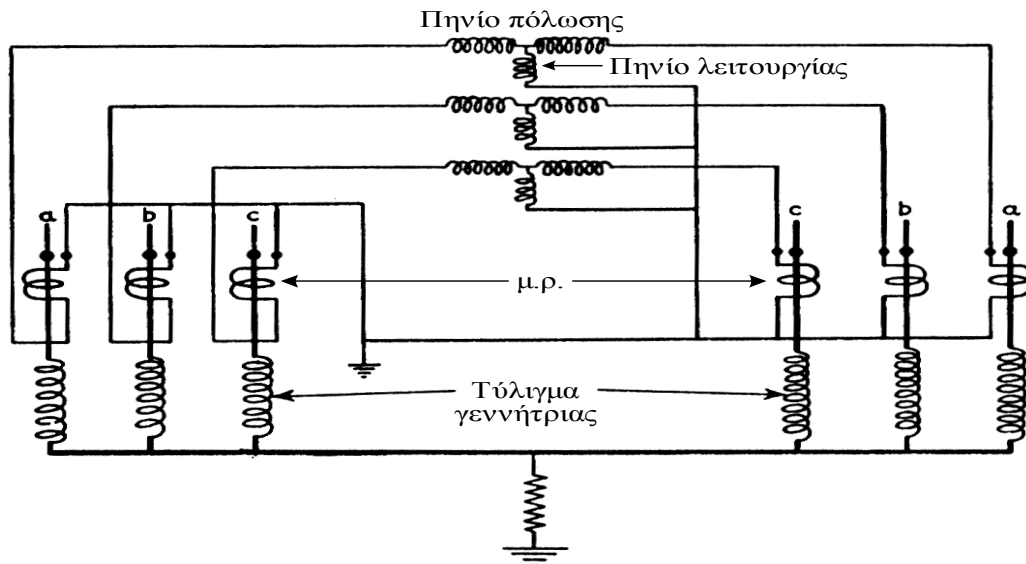 Πηνίο πόλωσης
Πηνίο λειτουργίας
a
b
c
c
b
a
μ.ρ.
Τύλιγμα
γεννήτριας